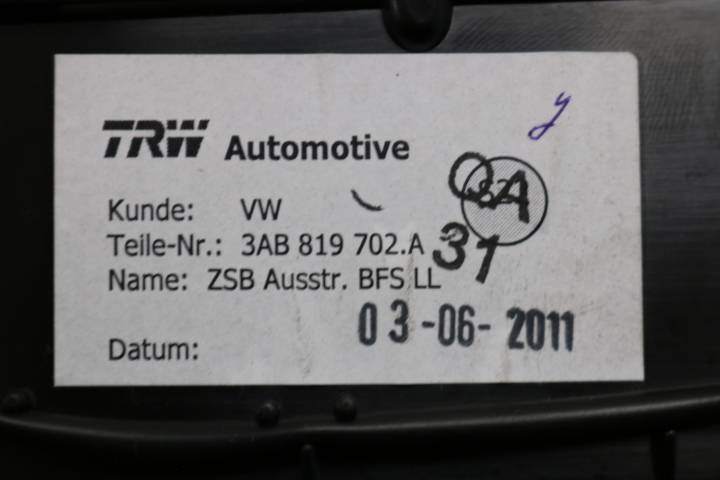 TRW Automotive
y
Kunde: VW
QA
Teile-Nr.: 3AB 819 702.A
31
Name: ZSB Ausstr. BFS LL
Datum: 03-06-2011